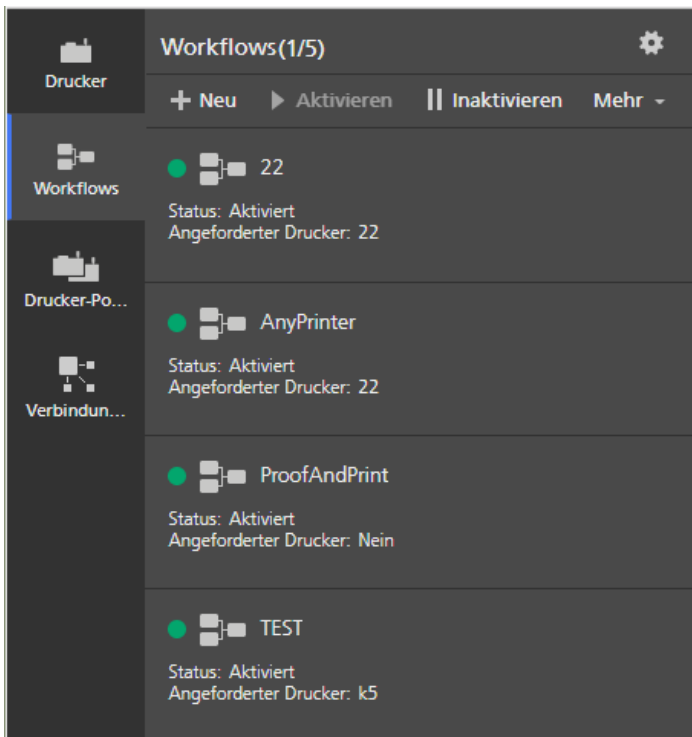 Drucker
Workflows
Drucker-Po...
Verbindun...
Workflows(1/5)
Neu Aktivieren Inaktivieren Mehr
22
Status: Aktiviert
Angeforderter Drucker: 22
AnyPrinter
Status: Aktiviert
Angeforderter Drucker: 22
ProofAndPrint
Status: Aktiviert
Angeforderter Drucker: Nein
TEST
Status: Aktiviert
Angeforderter Drucker: k5